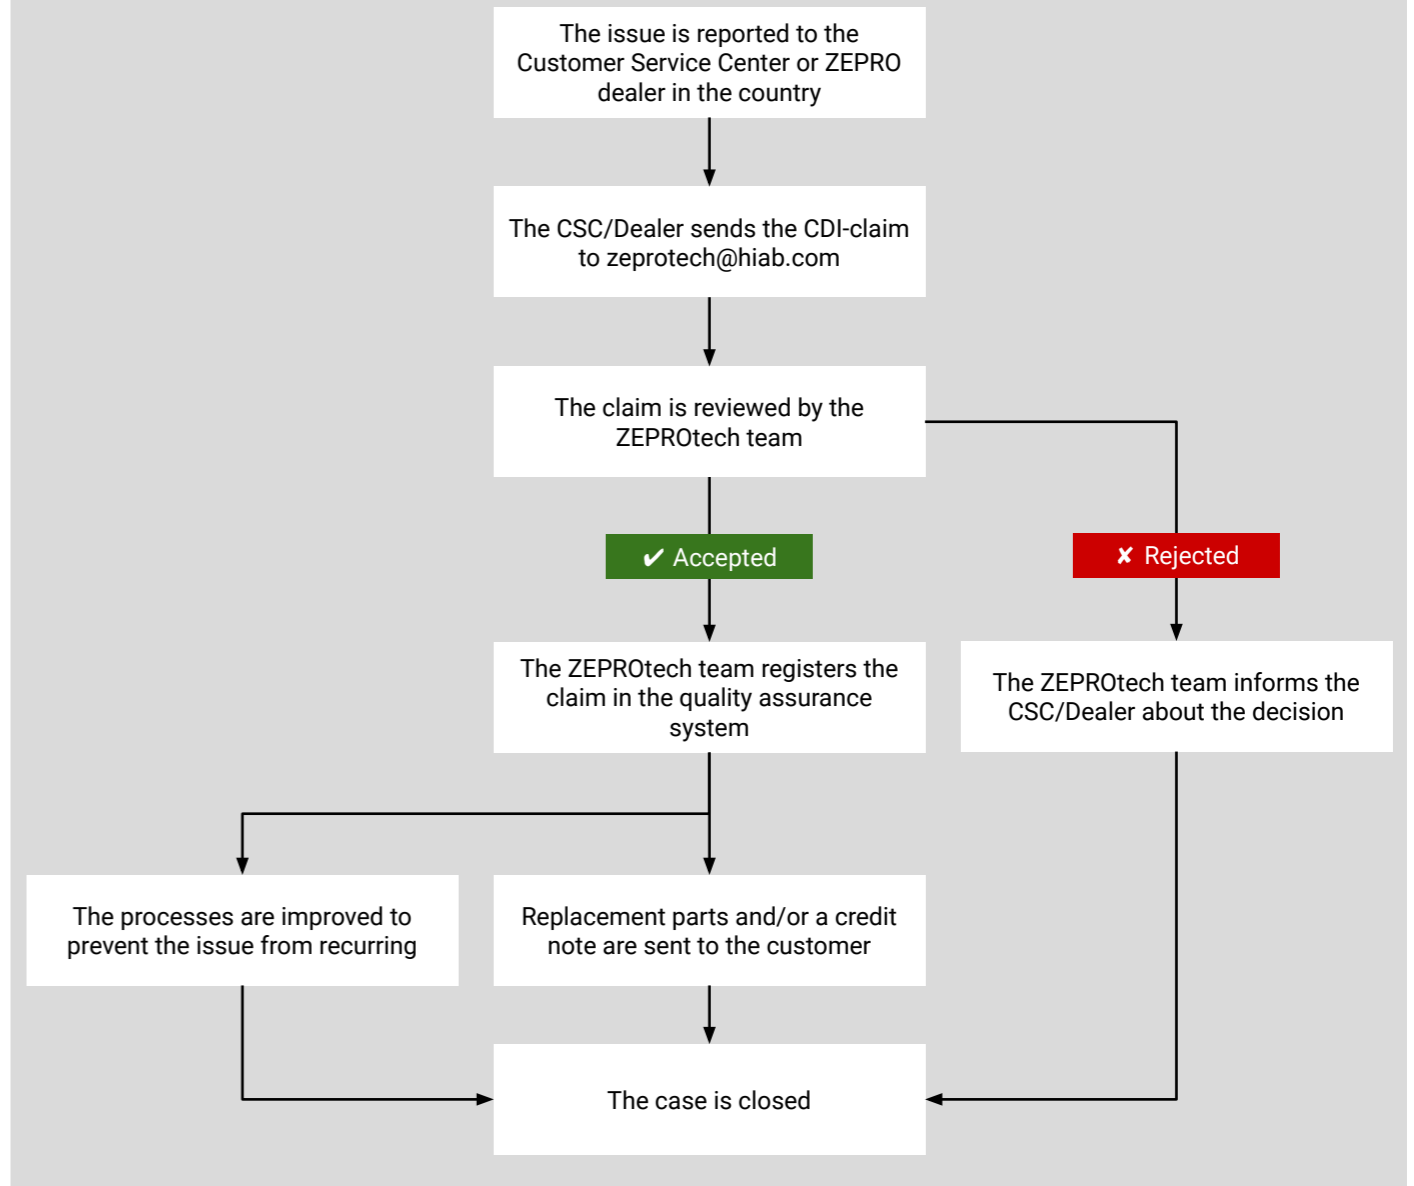 The issue is reported to the
Customer Service Center or ZEPRO
dealer in the country
The CSC/Dealer sends the CDI-claim
to zeprotech@hiab.com
The claim is reviewed by the
ZEPROtech team
✔ Accepted
✘ Rejected
The ZEPROtech team registers the
claim in the quality assurance
system
The ZEPROtech team informs the
CSC/Dealer about the decision
The processes are improved to
prevent the issue from recurring
Replacement parts and/or a credit
note are sent to the customer
The case is closed